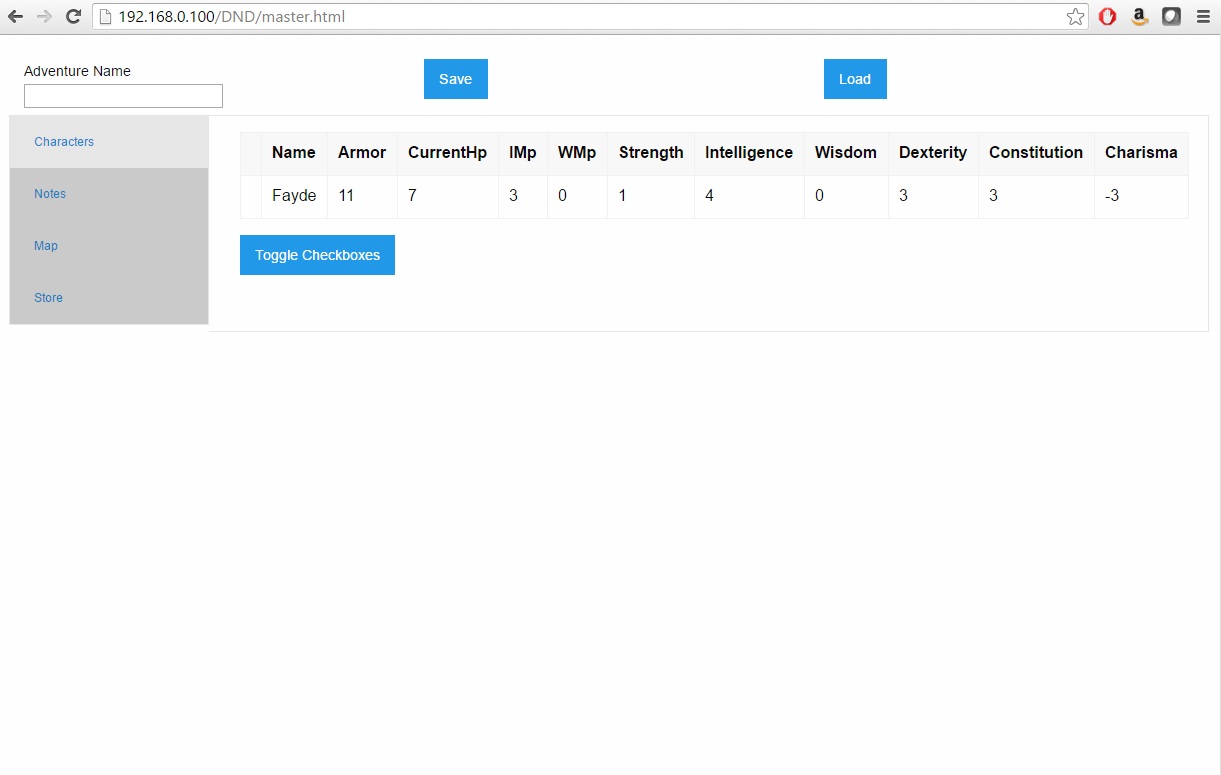 192.168.0.100/DND/master.html
Adventure Name
Save
Load
Characters
Notes
Map
Store
Name Armor CurrentHp IMp WMp Strength Intelligence Wisdom Dexterity Constitution Charisma
Fayde 11 7 3 0 1 4 0 3 3 -3
Toggle Checkboxes